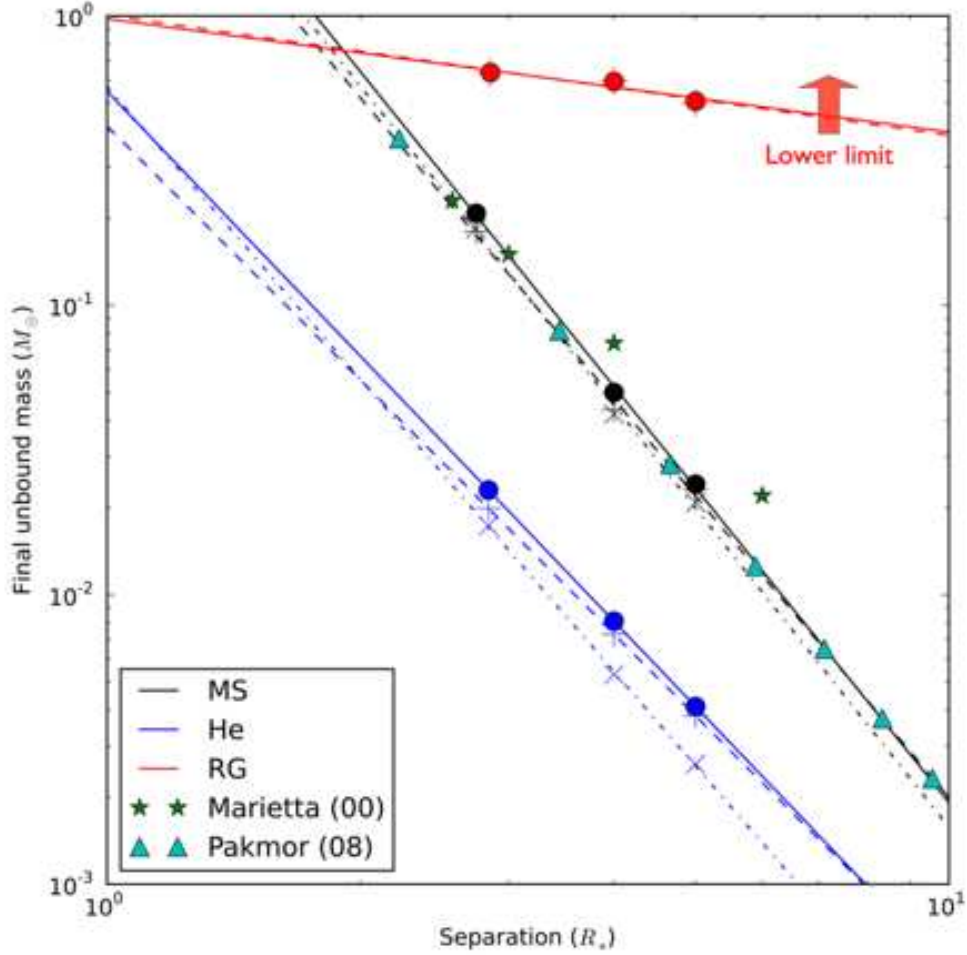 10⁰
10⁻¹
10⁻²
10⁻³
Final unbound mass (M☉)
Lower limit
MS
He
RG
Marietta (00)
Pakmor (08)
10⁰
10¹
Separation (R*)